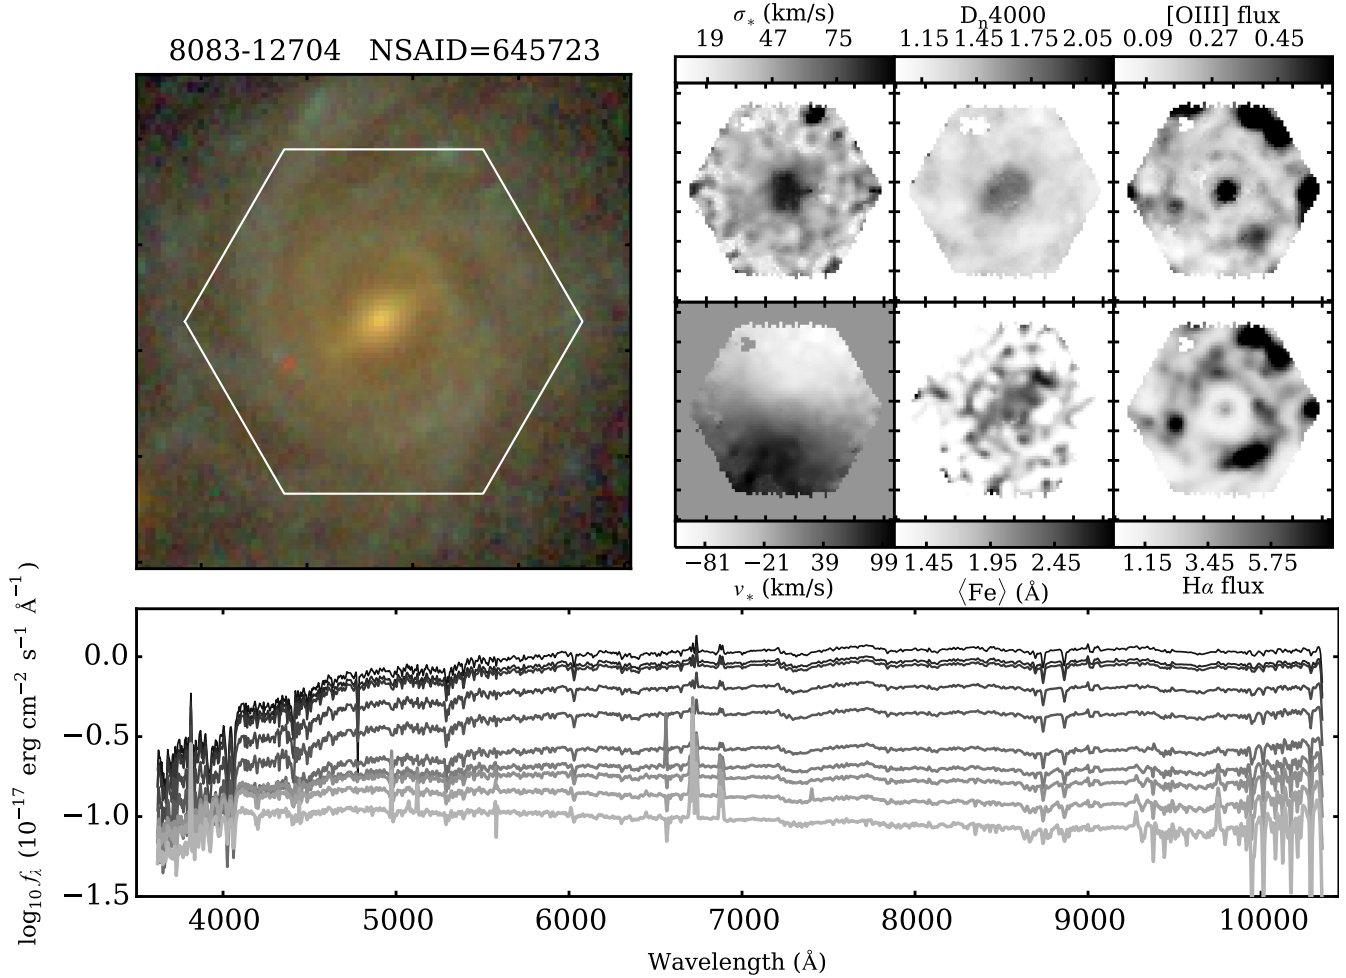 8083-12704 NSAID=645723
σ* (km/s)
19 47 75
Dn4000
1.15 1.45 1.75 2.05
[OIII] flux
0.09 0.27 0.45
−81 −21 39 99
v* (km/s)
1.45 1.95 2.45
⟨Fe⟩ (Å)
1.15 3.45 5.75
Hα flux
log10 fλ (10−17 erg cm−2 s−1 Å−1)
0.0
−0.5
−1.0
−1.5
4000 5000 6000 7000 8000 9000 10000
Wavelength (Å)